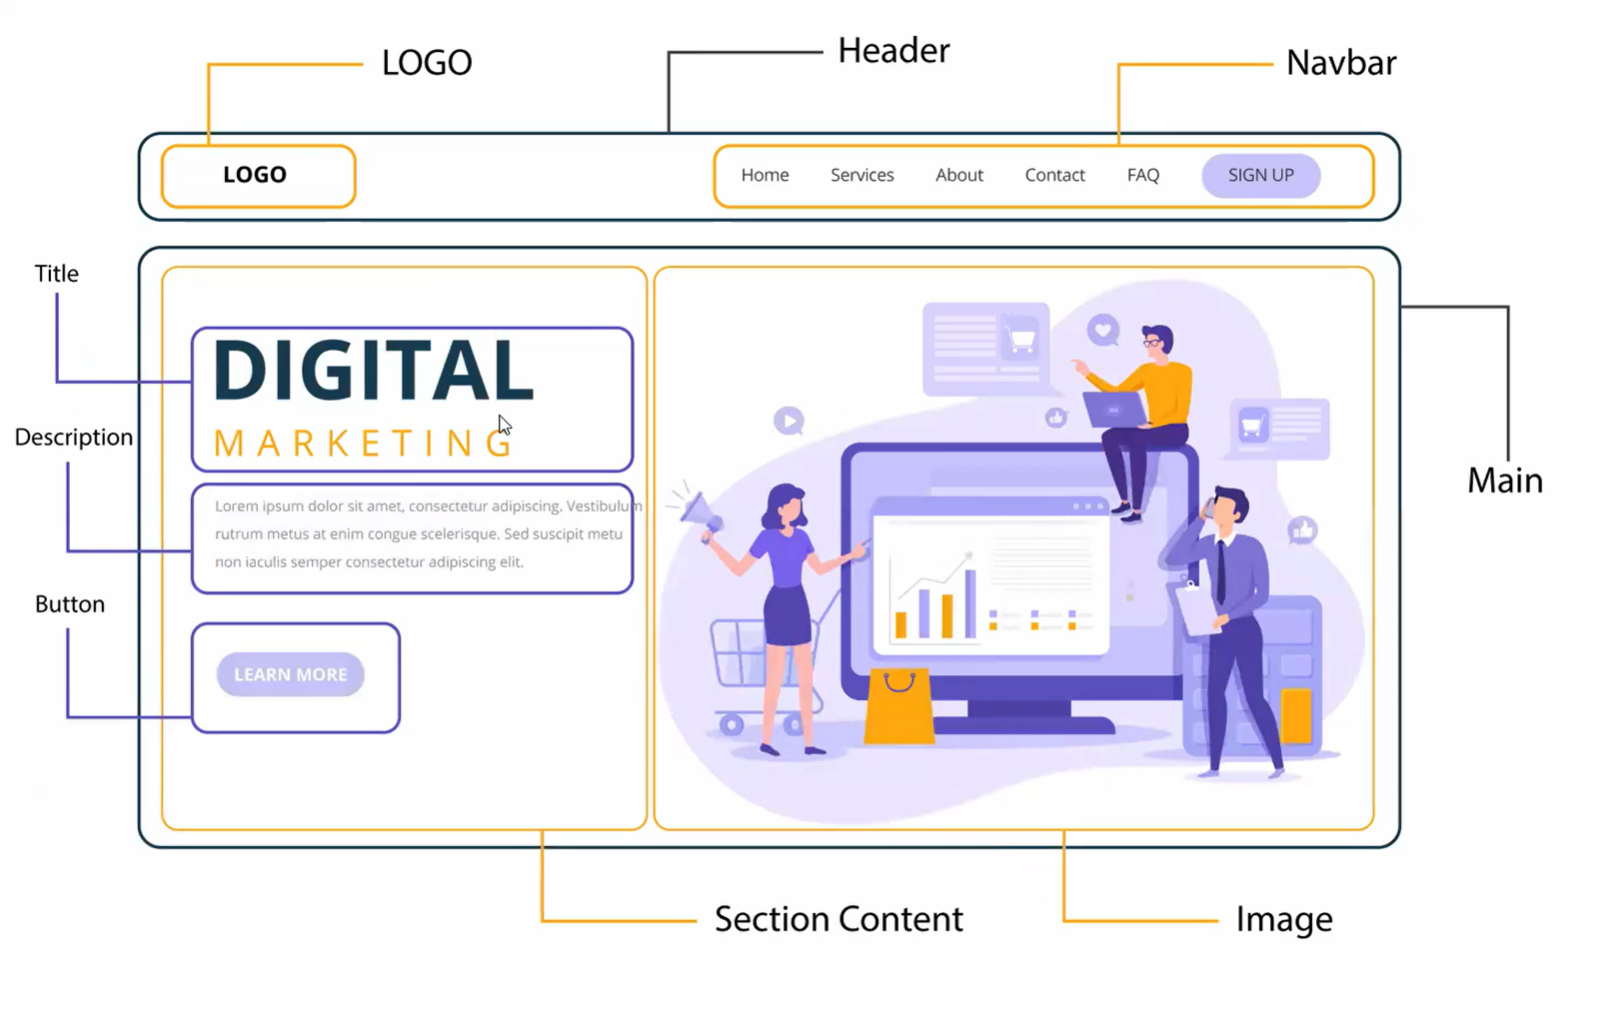 LOGO
Header
Navbar
LOGO
Home Services About Contact FAQ SIGN UP
Title
DIGITAL
MARKETING
Description
Lorem ipsum dolor sit amet, consectetur adipiscing. Vestibulum
rutrum metus at enim congue scelerisque. Sed suscipit metu
non iaculis semper consectetur adipiscing elit.
Button
LEARN MORE
Main
Section Content
Image